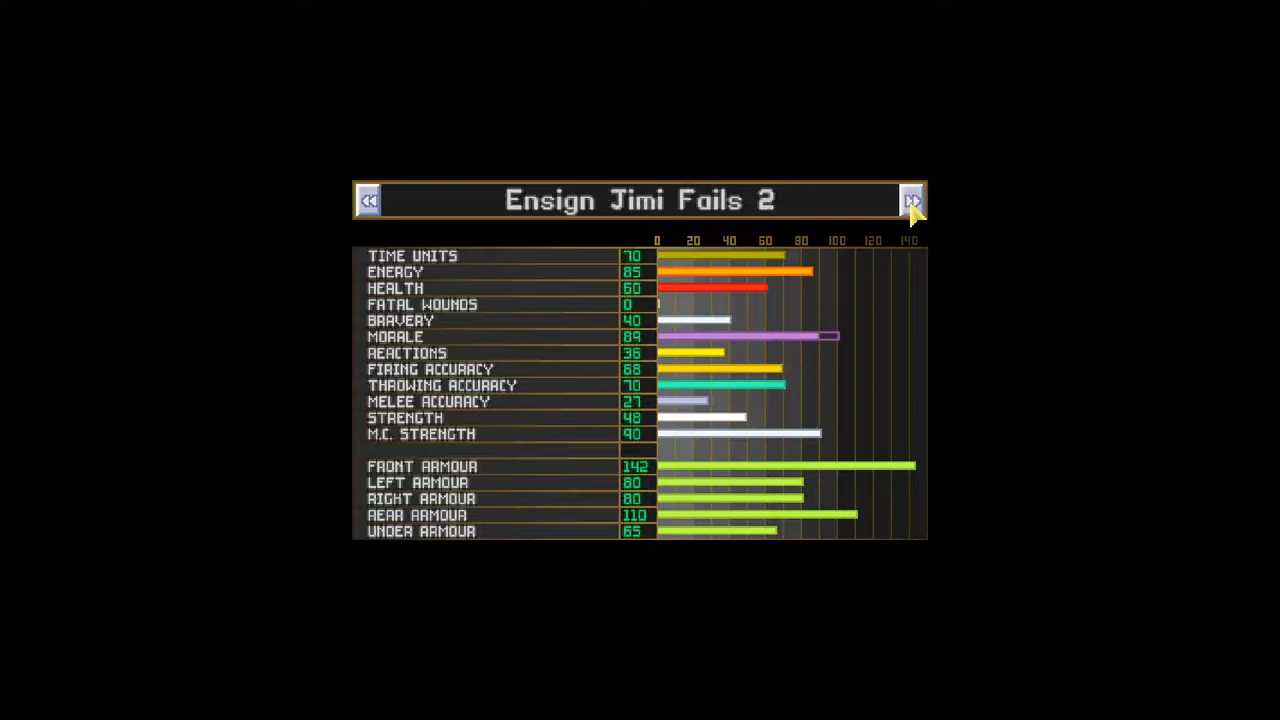 Ensign Jimi Fails 2
0 20 40 60 80 100 120 140
TIME UNITS 70
ENERGY 85
HEALTH 60
FATAL WOUNDS 0
BRAVERY 40
MORALE 89
REACTIONS 36
FIRING ACCURACY 68
THROWING ACCURACY 70
MELEE ACCURACY 27
STRENGTH 48
M.C. STRENGTH 90
FRONT ARMOUR 142
LEFT ARMOUR 80
RIGHT ARMOUR 80
REAR ARMOUR 110
UNDER ARMOUR 65